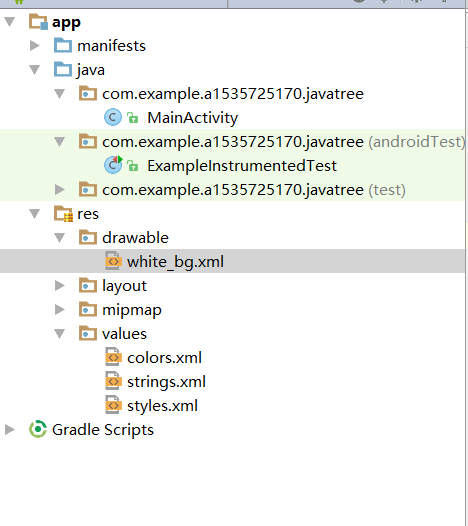 app
manifests
java
com.example.a1535725170.javatree
MainActivity
com.example.a1535725170.javatree (androidTest)
ExampleInstrumentedTest
com.example.a1535725170.javatree (test)
res
drawable
white_bg.xml
layout
mipmap
values
colors.xml
strings.xml
styles.xml
Gradle Scripts